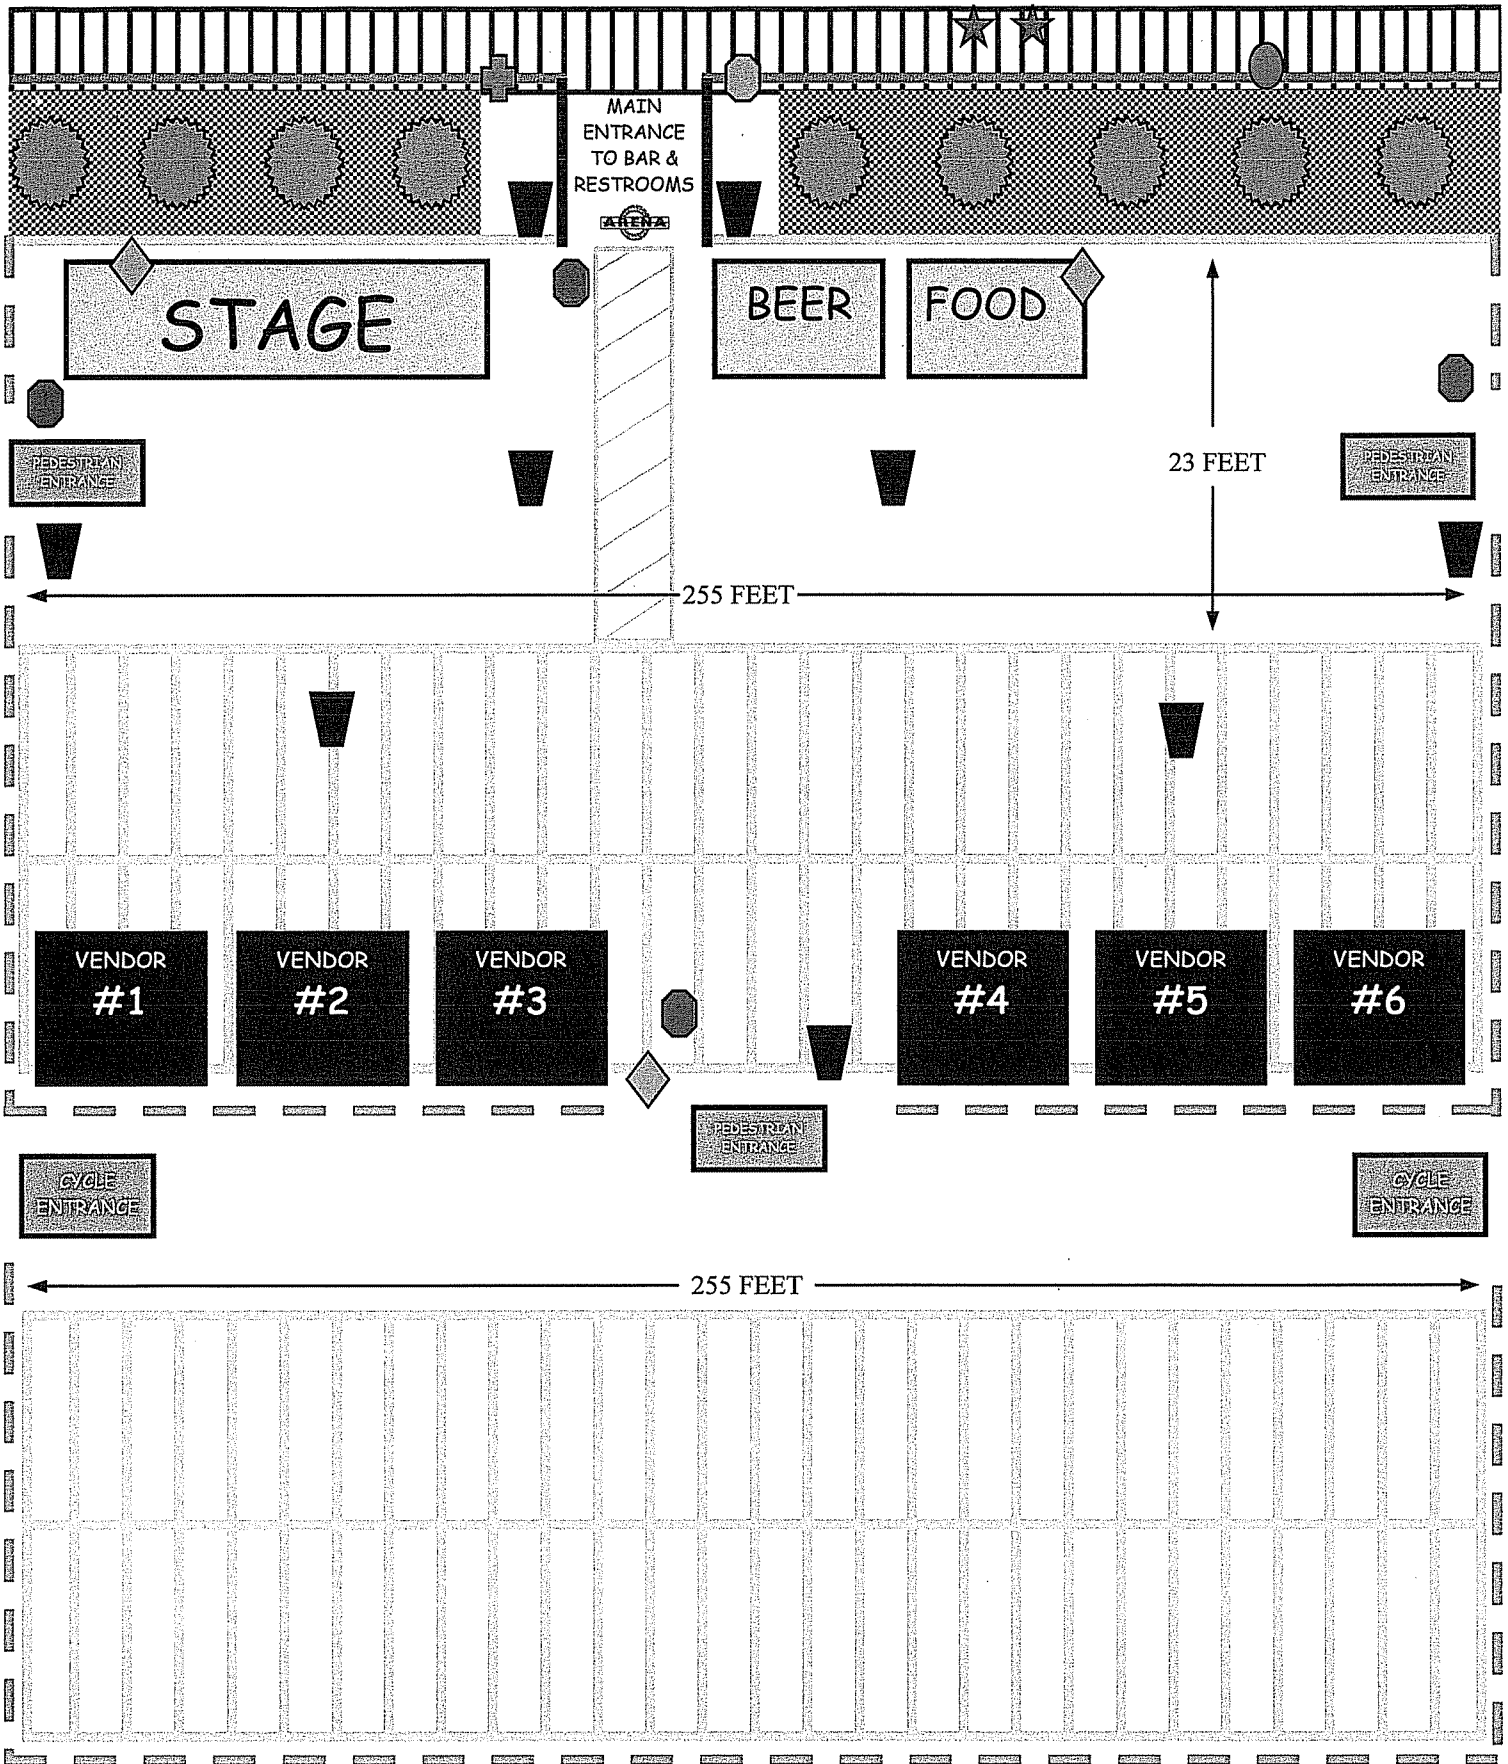 MAIN
ENTRANCE
TO BAR &
RESTROOMS
ARENA
STAGE
BEER
FOOD
PEDESTRIAN
ENTRANCE
23 FEET
PEDESTRIAN
ENTRANCE
255 FEET
VENDOR
#1
VENDOR
#2
VENDOR
#3
VENDOR
#4
VENDOR
#5
VENDOR
#6
PEDESTRIAN
ENTRANCE
CYCLE
ENTRANCE
CYCLE
ENTRANCE
255 FEET